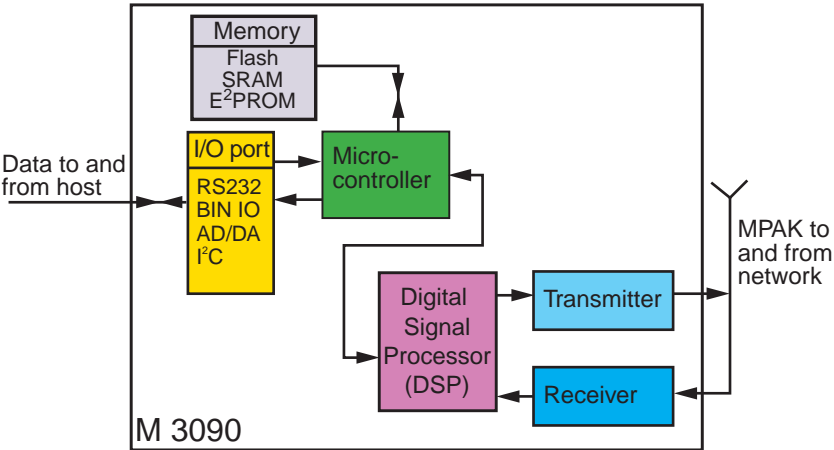 Memory
Flash
SRAM
E²PROM
Data to and
from host
I/O port
RS232
BIN IO
AD/DA
I²C
Micro-
controller
MPAK to
and from
network
Digital
Signal
Processor
(DSP)
Transmitter
Receiver
M 3090